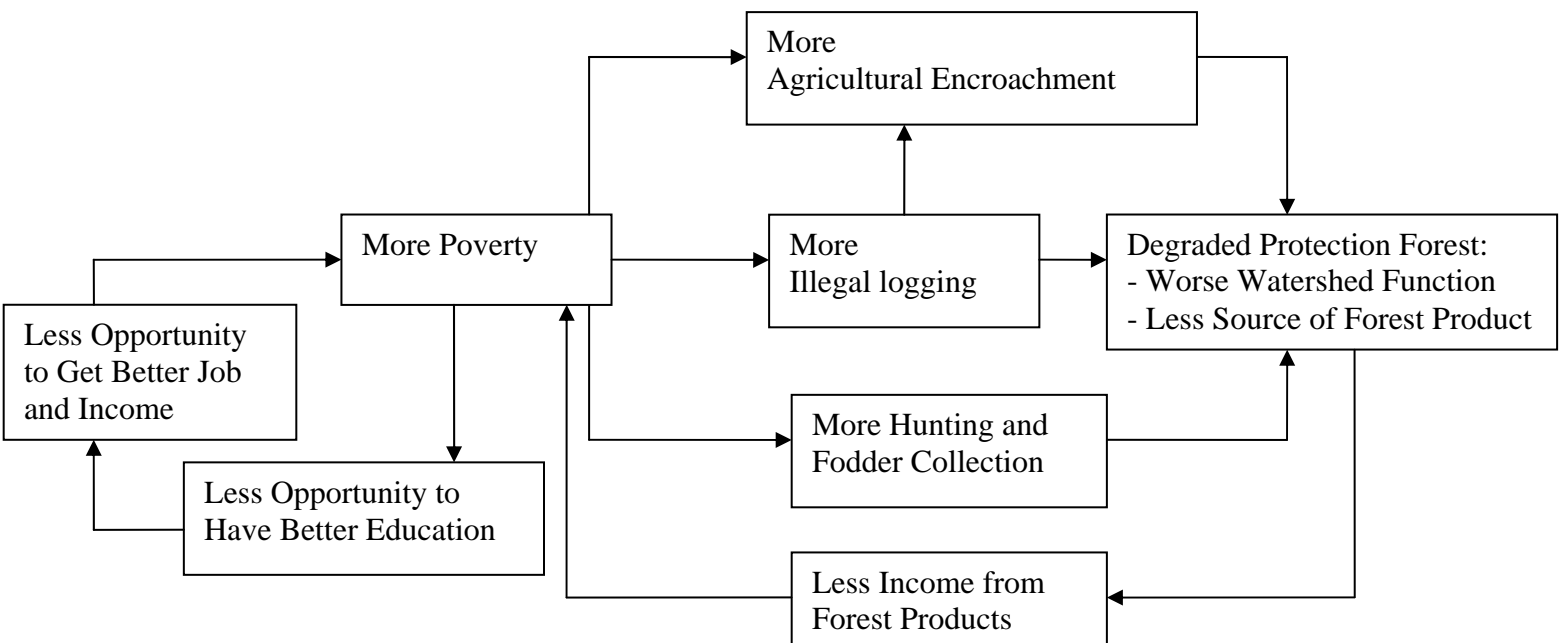 More
Agricultural Encroachment
More Poverty
More
Illegal logging
Degraded Protection Forest:
- Worse Watershed Function
- Less Source of Forest Product
Less Opportunity
to Get Better Job
and Income
More Hunting and
Fodder Collection
Less Opportunity to
Have Better Education
Less Income from
Forest Products